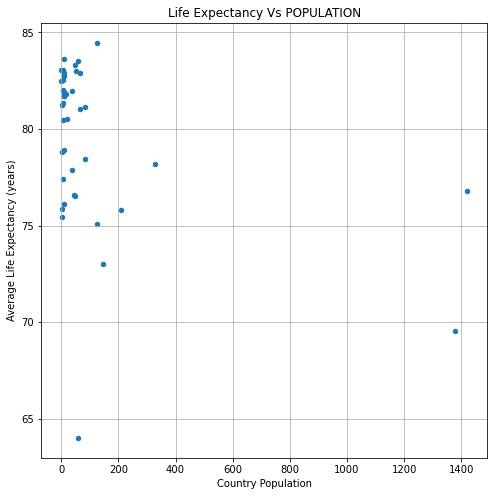 Life Expectancy Vs POPULATION
85
80
75
70
65
Average Life Expectancy (years)
0 200 400 600 800 1000 1200 1400
Country Population